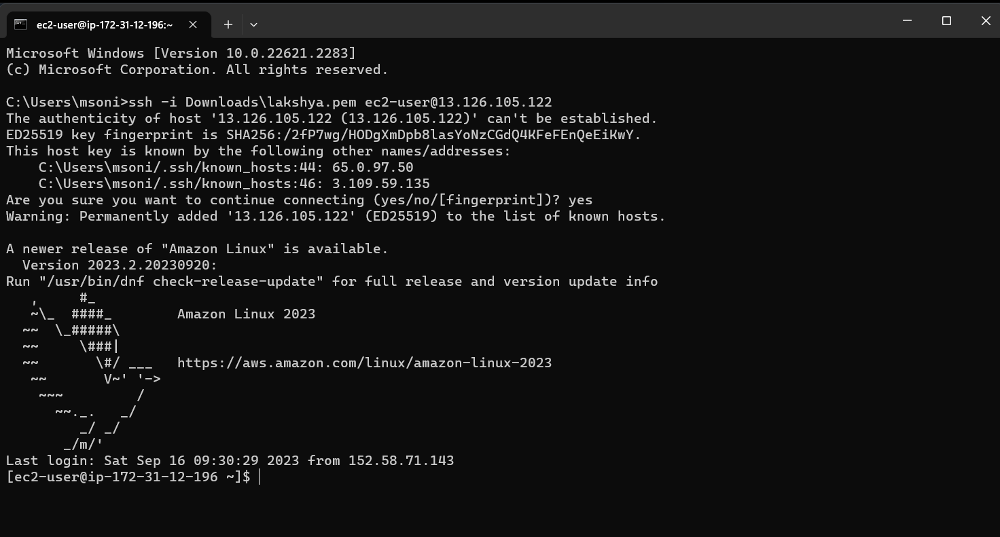 ec2-user@ip-172-31-12-196:~
Microsoft Windows [Version 10.0.22621.2283]
(c) Microsoft Corporation. All rights reserved.

C:\Users\msoni>ssh -i Downloads\lakshya.pem ec2-user@13.126.105.122
The authenticity of host '13.126.105.122 (13.126.105.122)' can't be established.
ED25519 key fingerprint is SHA256:/2fP7wg/HODgXmDpb8lasYoNzCGdQ4KFeFEnQeEiKwY.
This host key is known by the following other names/addresses:
    C:\Users\msoni/.ssh/known_hosts:44: 65.0.97.50
    C:\Users\msoni/.ssh/known_hosts:46: 3.109.59.135
Are you sure you want to continue connecting (yes/no/[fingerprint])? yes
Warning: Permanently added '13.126.105.122' (ED25519) to the list of known hosts.

A newer release of "Amazon Linux" is available.
  Version 2023.2.20230920:
Run "/usr/bin/dnf check-release-update" for full release and version update info
   ,     #_
   ~\_  ####_        Amazon Linux 2023
  ~~  \_#####\
  ~~     \###|
  ~~       \#/ ___   https://aws.amazon.com/linux/amazon-linux-2023
   ~~       V~' '->
    ~~~         /
      ~~._.   _/
         _/ _/
       _/m/'
Last login: Sat Sep 16 09:30:29 2023 from 152.58.71.143
[ec2-user@ip-172-31-12-196 ~]$